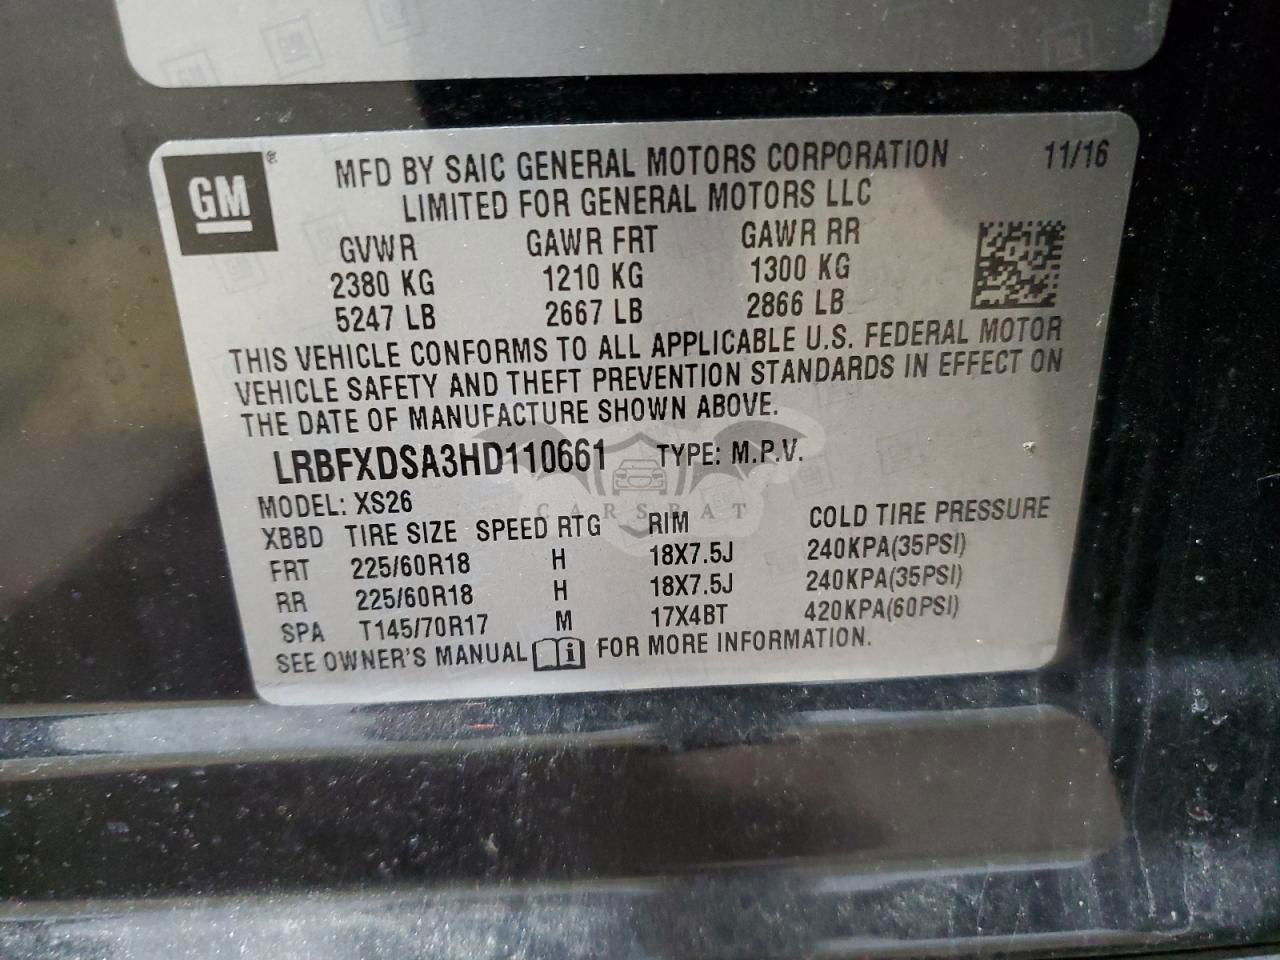 GM ® MFD BY SAIC GENERAL MOTORS CORPORATION 11/16
LIMITED FOR GENERAL MOTORS LLC
GVWR GAWR FRT GAWR RR
2380 KG 1210 KG 1300 KG
5247 LB 2667 LB 2866 LB
THIS VEHICLE CONFORMS TO ALL APPLICABLE U.S. FEDERAL MOTOR
VEHICLE SAFETY AND THEFT PREVENTION STANDARDS IN EFFECT ON
THE DATE OF MANUFACTURE SHOWN ABOVE.
LRBFXDSA3HD110661 TYPE: M.P.V.
MODEL: XS26
CARSBAT
XBBD TIRE SIZE SPEED RTG RIM COLD TIRE PRESSURE
FRT 225/60R18 H 18X7.5J 240KPA(35PSI)
RR 225/60R18 H 18X7.5J 240KPA(35PSI)
SPA T145/70R17 M 17X4BT 420KPA(60PSI)
SEE OWNER'S MANUAL i FOR MORE INFORMATION.